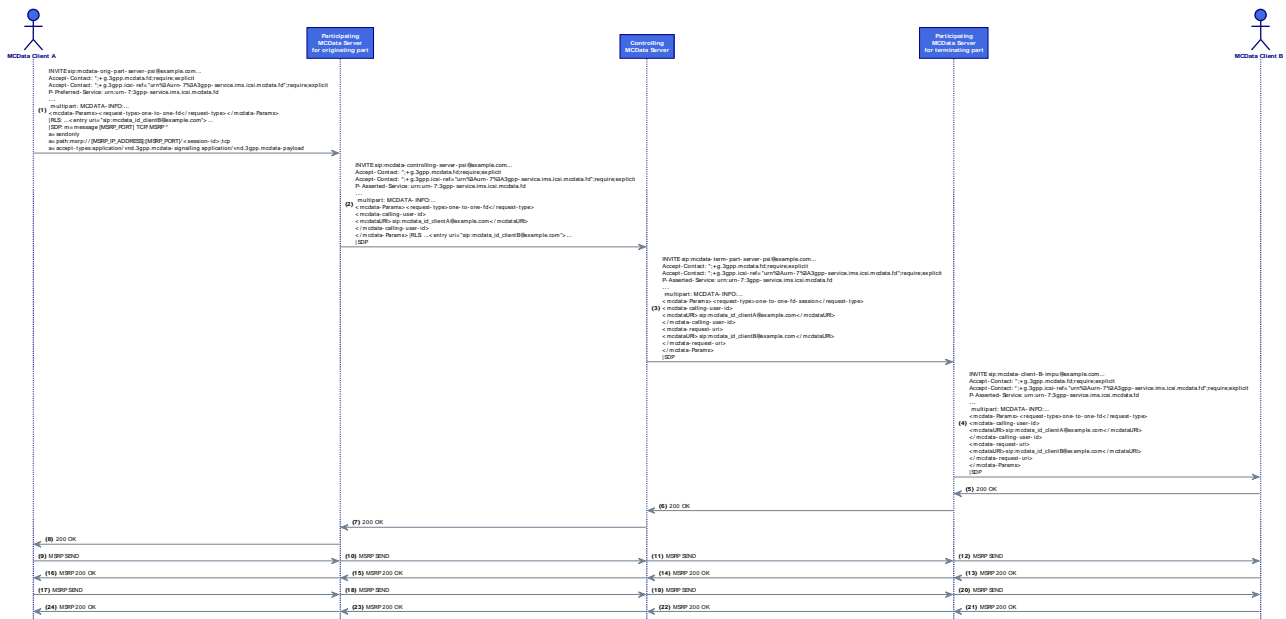 MCData Client A
Participating
MCData Server
for originating part
Controlling
MCData Server
Participating
MCData Server
for terminating part
MCData Client B
INVITE sip:mcdata-orig-part-server-psi@example.com...
Accept-Contact: *;+g.3gpp.mcdata.fd;require;explicit
Accept-Contact: *;+g.3gpp.icsi-ref="urn%3Aurn-7%3A3gpp-service.ims.icsi.mcdata.fd";require;explicit
P-Preferred-Service: urn:urn-7:3gpp-service.ims.icsi.mcdata.fd
....
multipart: MCDATA-INFO:...
(1) <mcdata-Params><request-type>one-to-one-fd</request-type></mcdata-Params>
|RLS: ...<entry uri="sip:mcdata_id_clientB@example.com"> ...
|SDP: m=message [MSRP_PORT] TCP MSRP *
a=sendonly
a=path:msrp://[MSRP_IP_ADDRESS]:[MSRP_PORT]/<session-id>;tcp
a=accept-types:application/vnd.3gpp.mcdata-signalling application/vnd.3gpp.mcdata-payload
INVITE sip:mcdata-controlling-server-psi@example.com...
Accept-Contact: *;+g.3gpp.mcdata.fd;require;explicit
Accept-Contact: *;+g.3gpp.icsi-ref="urn%3Aurn-7%3A3gpp-service.ims.icsi.mcdata.fd";require;explicit
P-Asserted-Service: urn:urn-7:3gpp-service.ims.icsi.mcdata.fd
....
multipart: MCDATA-INFO:...
(2) <mcdata-Params><request-type>one-to-one-fd</request-type>
<mcdata-calling-user-id>
<mcdataURI>sip:mcdata_id_clientA@example.com</mcdataURI>
</mcdata-calling-user-id>
</mcdata-Params>|RLS: ...<entry uri="sip:mcdata_id_clientB@example.com"> ...
|SDP
INVITE sip:mcdata-term-part-server-psi@example.com...
Accept-Contact: *;+g.3gpp.mcdata.fd;require;explicit
Accept-Contact: *;+g.3gpp.icsi-ref="urn%3Aurn-7%3A3gpp-service.ims.icsi.mcdata.fd";require;explicit
P-Asserted-Service: urn:urn-7:3gpp-service.ims.icsi.mcdata.fd
....
multipart: MCDATA-INFO:...
<mcdata-Params><request-type>one-to-one-fd-session</request-type>
(3) <mcdata-calling-user-id>
<mcdataURI>sip:mcdata_id_clientA@example.com</mcdataURI>
</mcdata-calling-user-id>
<mcdata-request-uri>
<mcdataURI>sip:mcdata_id_clientB@example.com</mcdataURI>
</mcdata-request-uri>
</mcdata-Params>
|SDP
INVITE sip:mcdata-client-B-impu@example.com...
Accept-Contact: *;+g.3gpp.mcdata.fd;require;explicit
Accept-Contact: *;+g.3gpp.icsi-ref="urn%3Aurn-7%3A3gpp-service.ims.icsi.mcdata.fd";require;explicit
P-Asserted-Service: urn:urn-7:3gpp-service.ims.icsi.mcdata.fd
....
multipart: MCDATA-INFO:...
<mcdata-Params><request-type>one-to-one-fd</request-type>
(4) <mcdata-calling-user-id>
<mcdataURI>sip:mcdata_id_clientA@example.com</mcdataURI>
</mcdata-calling-user-id>
<mcdata-request-uri>
<mcdataURI>sip:mcdata_id_clientB@example.com</mcdataURI>
</mcdata-request-uri>
</mcdata-Params>
|SDP
(5) 200 OK
(6) 200 OK
(7) 200 OK
(8) 200 OK
(9) MSRP SEND
(10) MSRP SEND
(11) MSRP SEND
(12) MSRP SEND
(16) MSRP 200 OK
(15) MSRP 200 OK
(14) MSRP 200 OK
(13) MSRP 200 OK
(17) MSRP SEND
(18) MSRP SEND
(19) MSRP SEND
(20) MSRP SEND
(24) MSRP 200 OK
(23) MSRP 200 OK
(22) MSRP 200 OK
(21) MSRP 200 OK